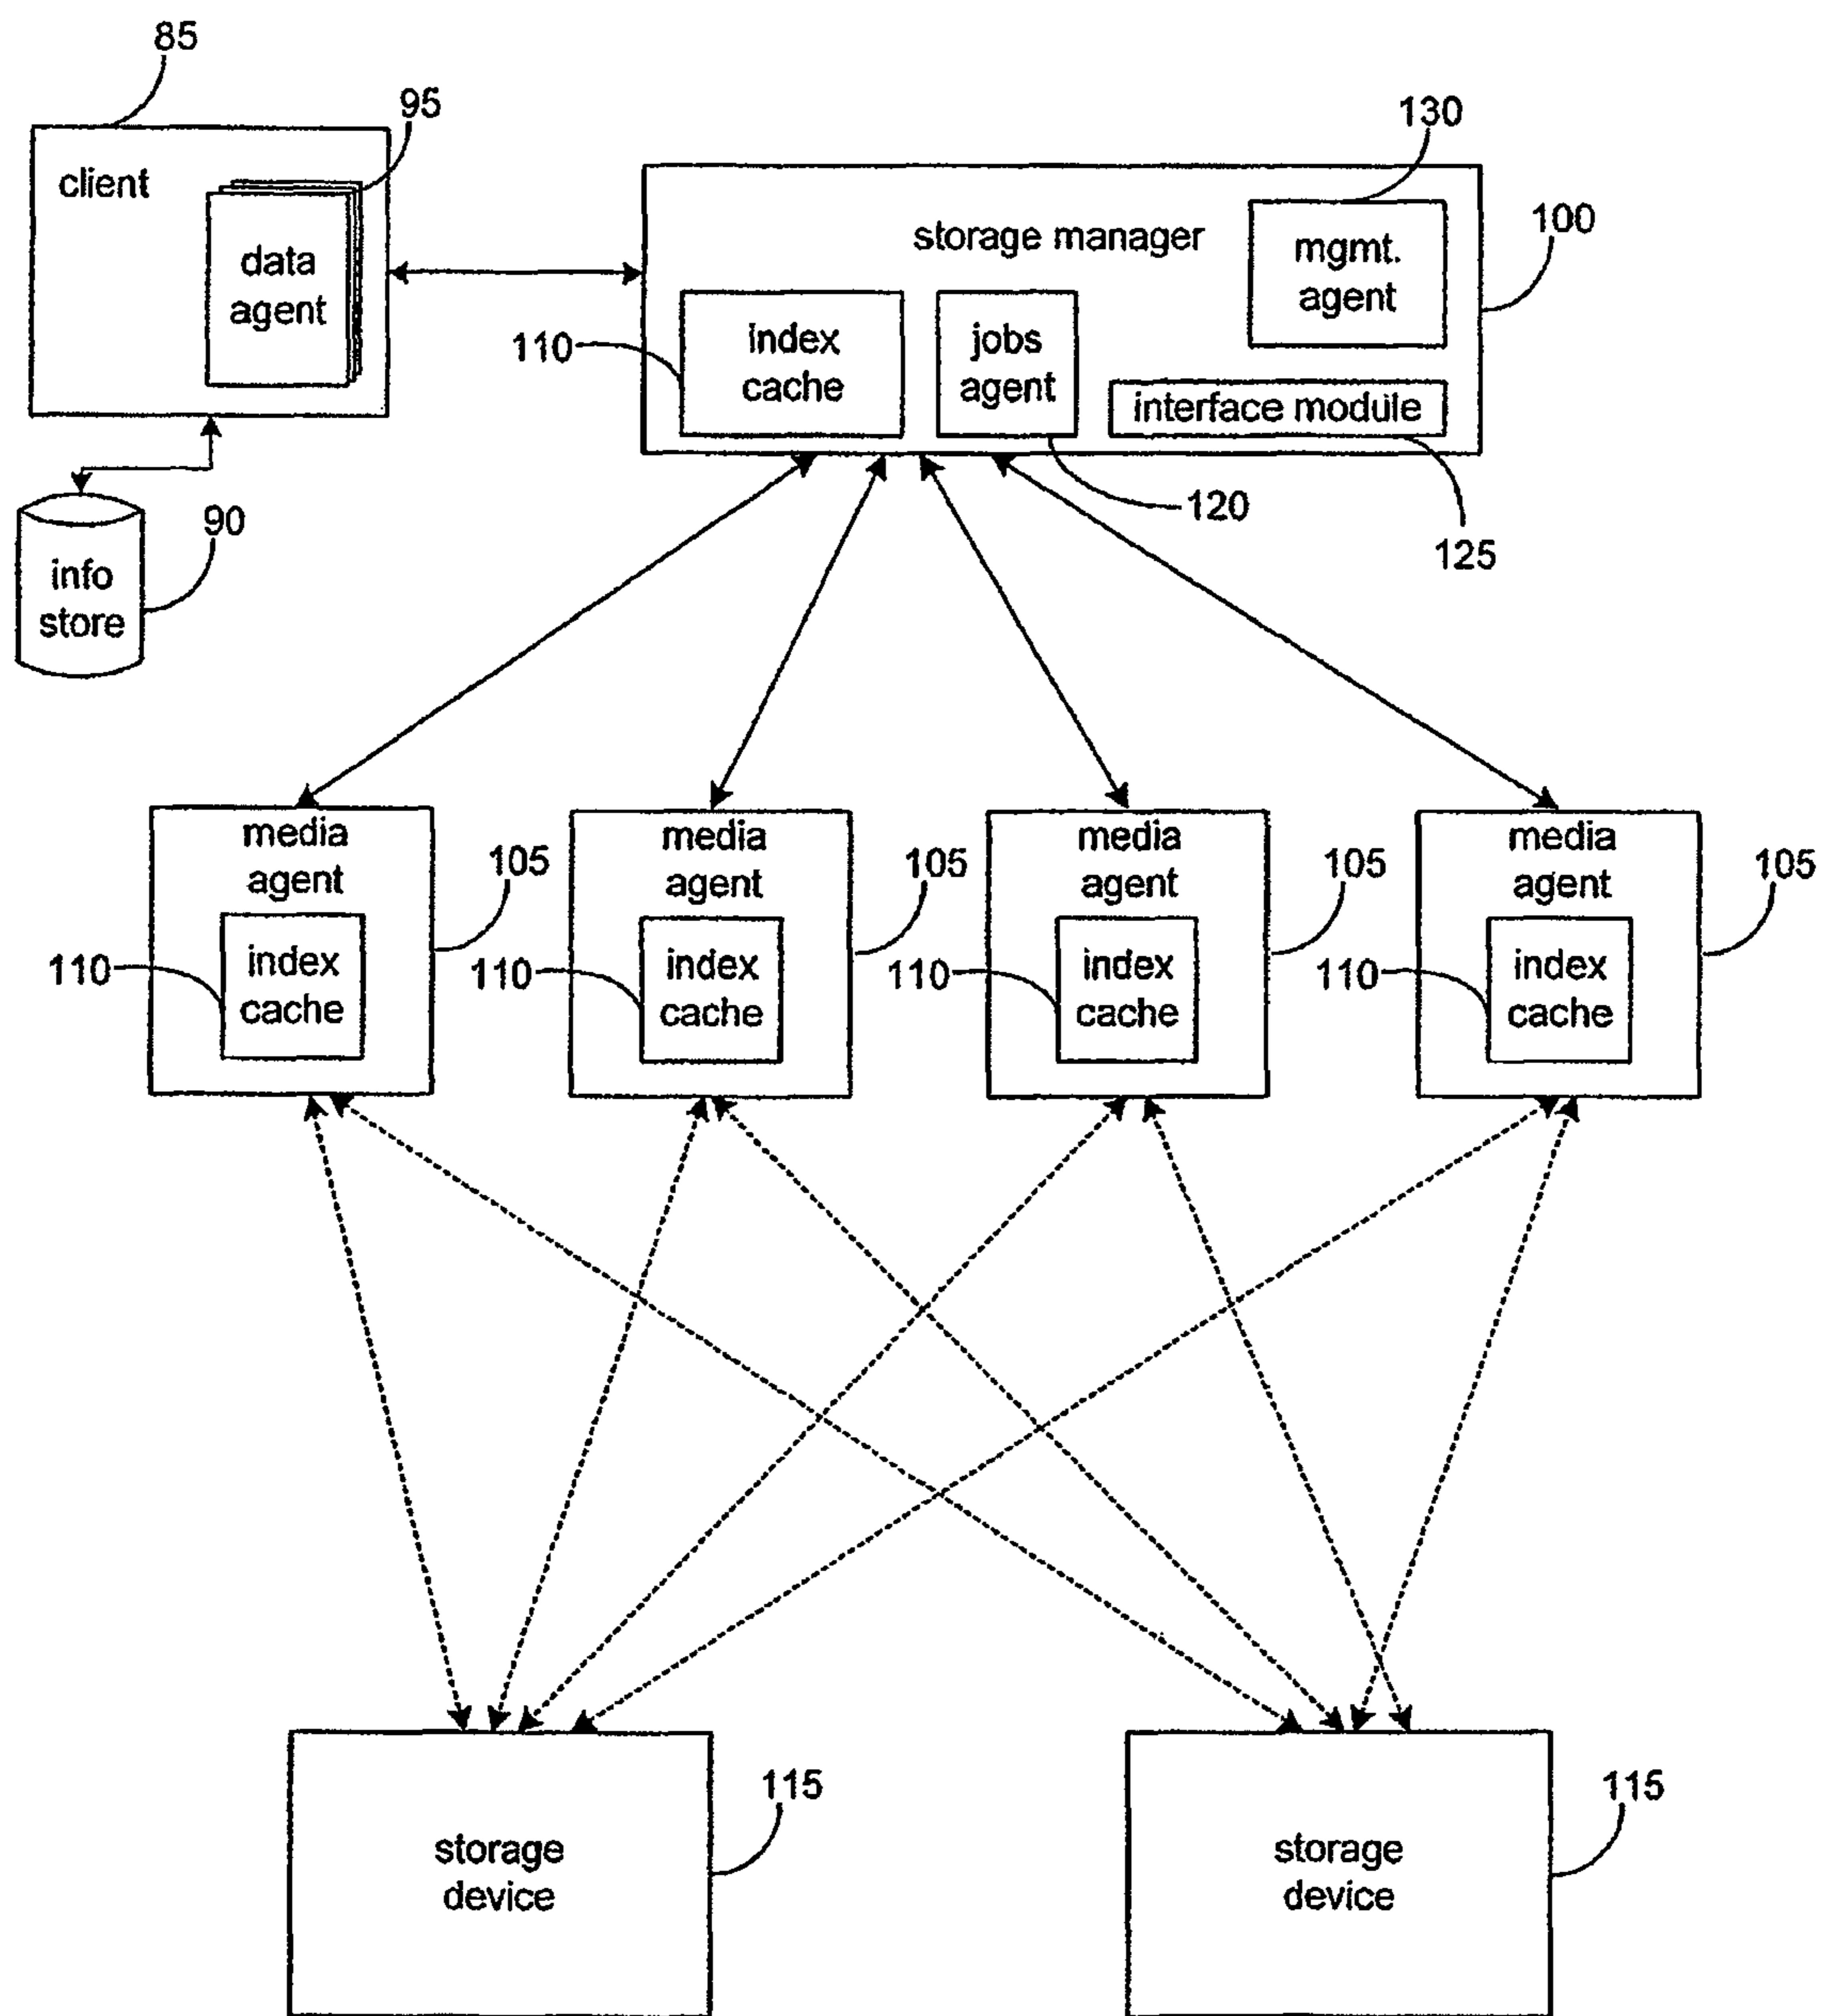 85
95
client
data
agent
130
100
storage manager
mgmt.
agent
110
index
cache
jobs
agent
interface module
120
125
90
info
store
media
agent
105
110
index
cache
media
agent
105
110
index
cache
media
agent
105
110
index
cache
media
agent
105
110
index
cache
storage
device
115
storage
device
115